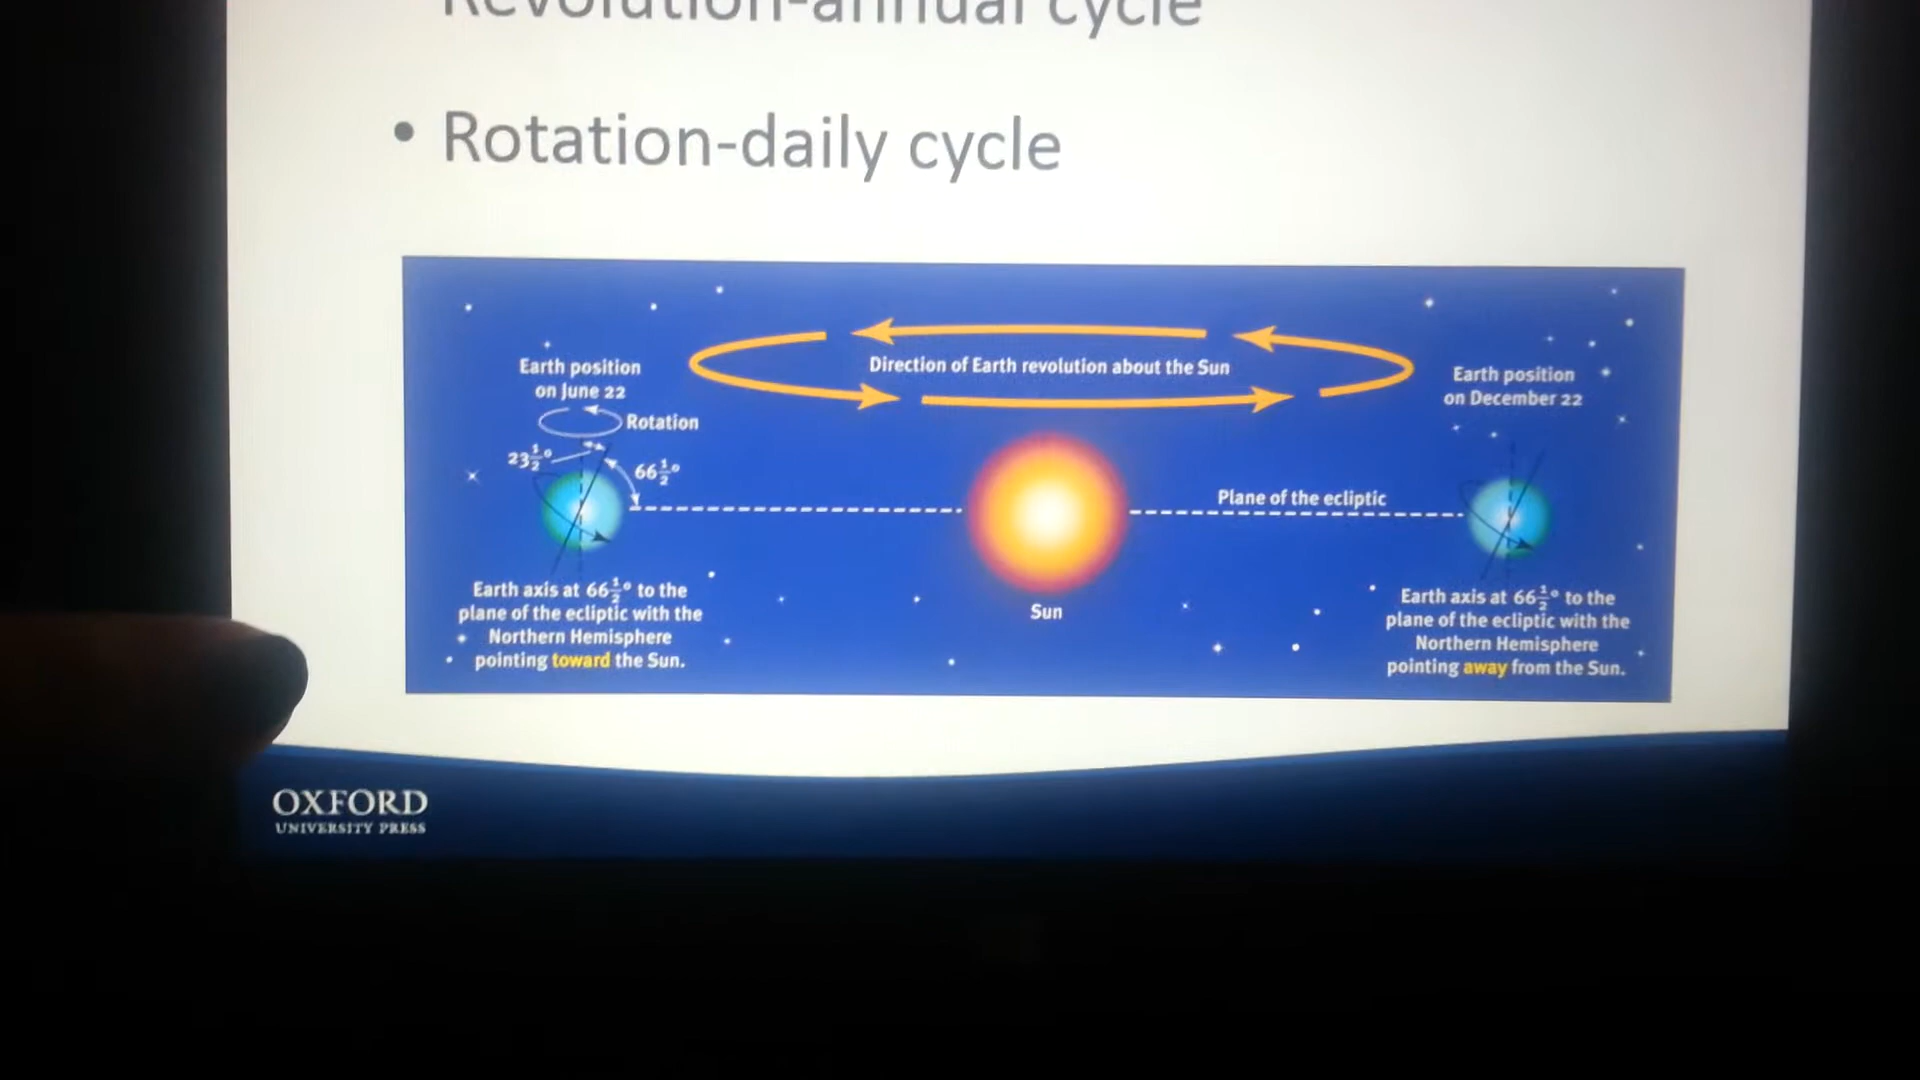 Revolution-annual cycle
• Rotation-daily cycle
Earth position
on June 22
Rotation
23½°
66½°
Direction of Earth revolution about the Sun
Earth position
on December 22
Plane of the ecliptic
Sun
Earth axis at 66½° to the
plane of the ecliptic with the
Northern Hemisphere
pointing toward the Sun.
Earth axis at 66½° to the
plane of the ecliptic with the
Northern Hemisphere
pointing away from the Sun.
OXFORD
UNIVERSITY PRESS